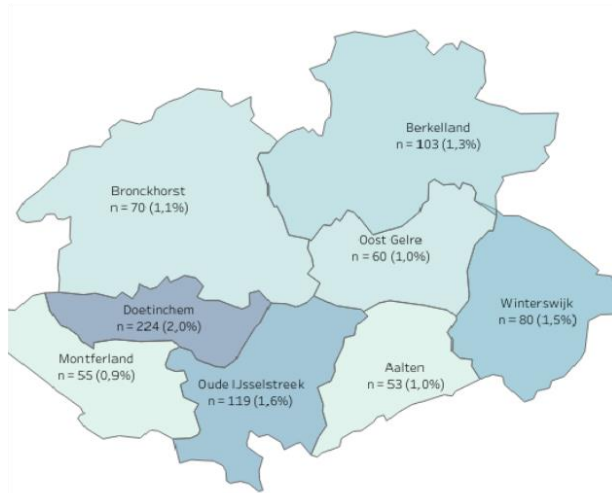 Berkelland
n = 103 (1,3%)
Bronckhorst
n = 70 (1,1%)
Oost Gelre
n = 60 (1,0%)
Winterswijk
n = 80 (1,5%)
Doetinchem
n = 224 (2,0%)
Montferland
n = 55 (0,9%)
Oude IJsselstreek
n = 119 (1,6%)
Aalten
n = 53 (1,0%)